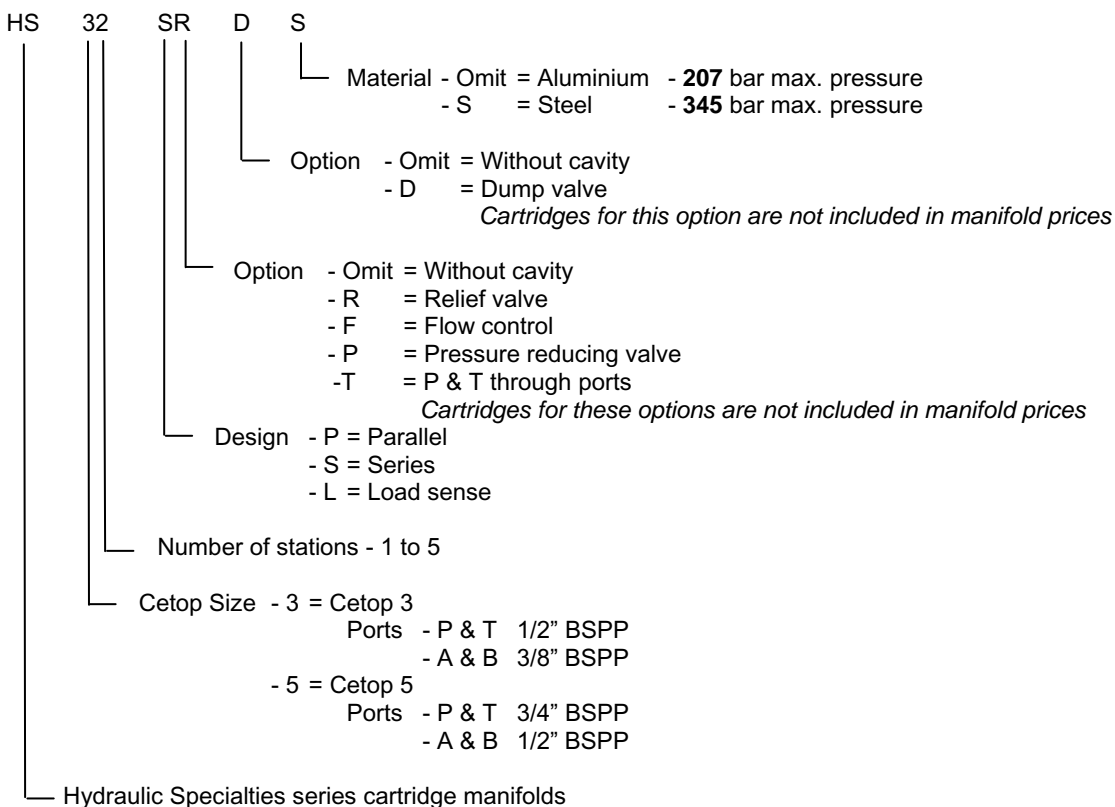 HS 32 SR D S
Material - Omit = Aluminium - 207 bar max. pressure
- S = Steel - 345 bar max. pressure
Option - Omit = Without cavity
- D = Dump valve
Cartridges for this option are not included in manifold prices
Option - Omit = Without cavity
- R = Relief valve
- F = Flow control
- P = Pressure reducing valve
-T = P & T through ports
Cartridges for these options are not included in manifold prices
Design - P = Parallel
- S = Series
- L = Load sense
Number of stations - 1 to 5
Cetop Size - 3 = Cetop 3
Ports - P & T 1/2” BSPP
- A & B 3/8” BSPP
- 5 = Cetop 5
Ports - P & T 3/4” BSPP
- A & B 1/2” BSPP
Hydraulic Specialties series cartridge manifolds